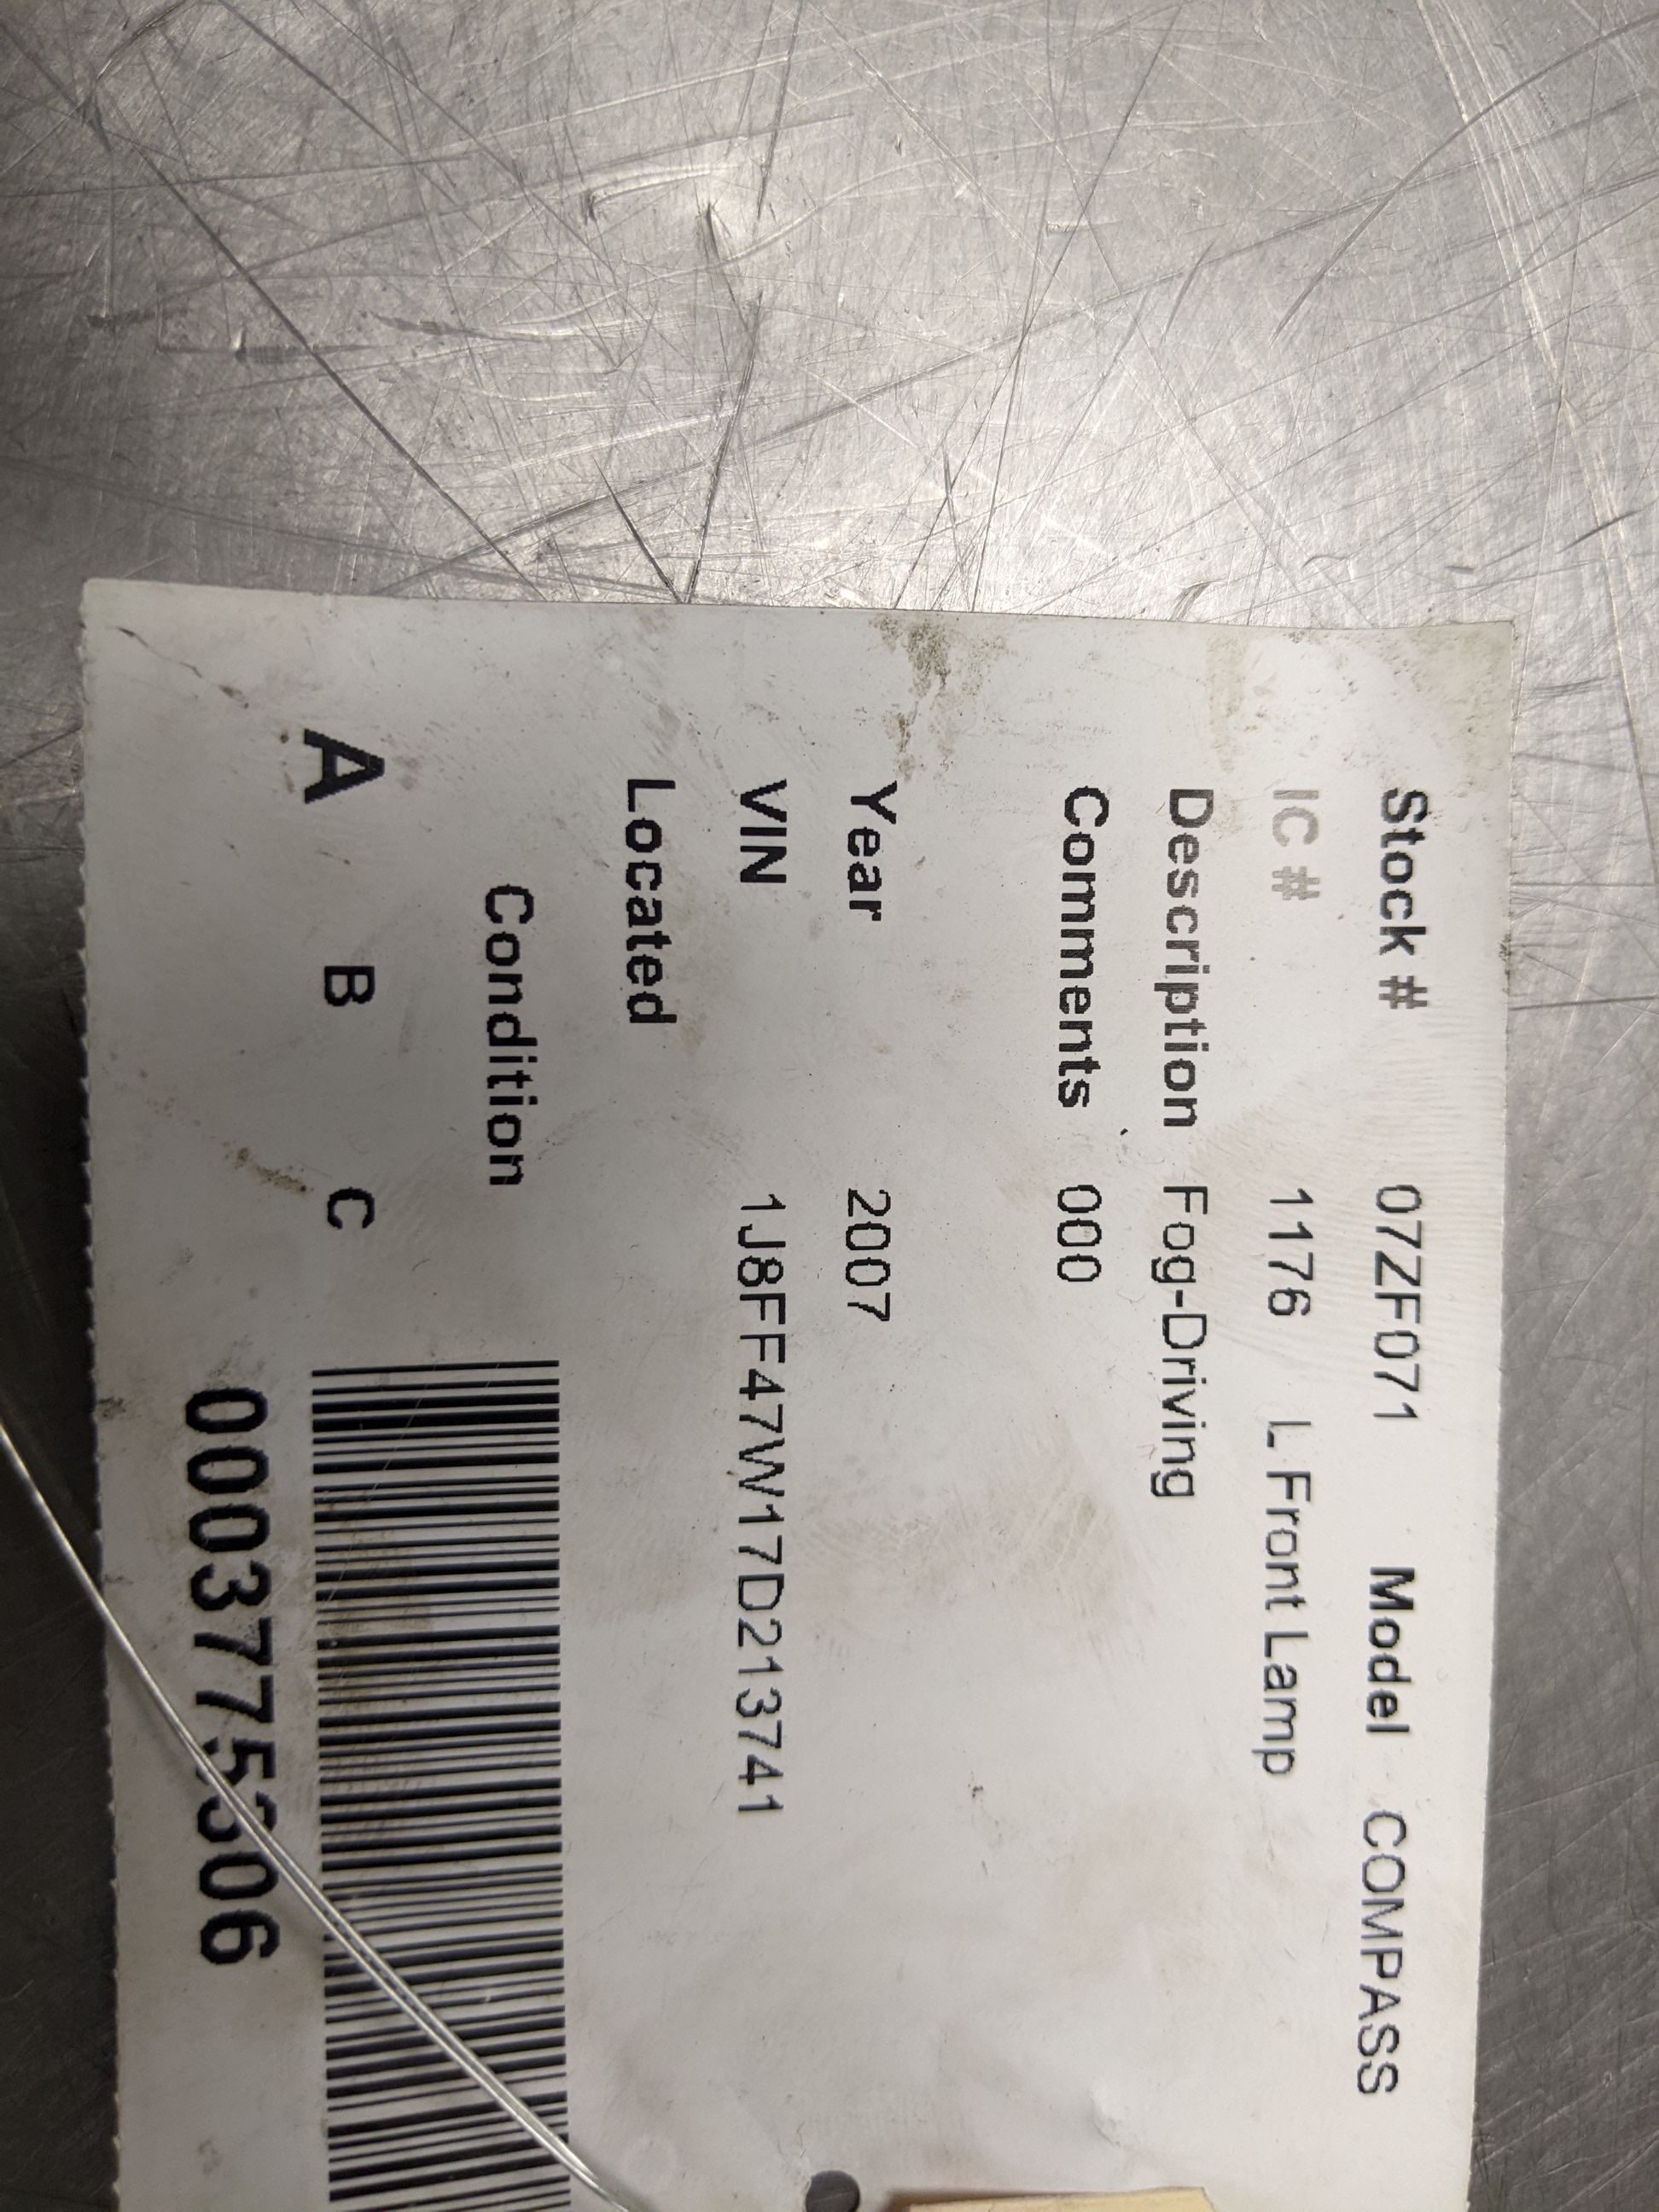 Stock # 07ZF071 Model COMPASS
IC # 1176 L Front Lamp
Description Fog-Driving
Comments 000
Year 2007
VIN 1J8FF47W17D213741
Located
Condition
A B C
0003775306